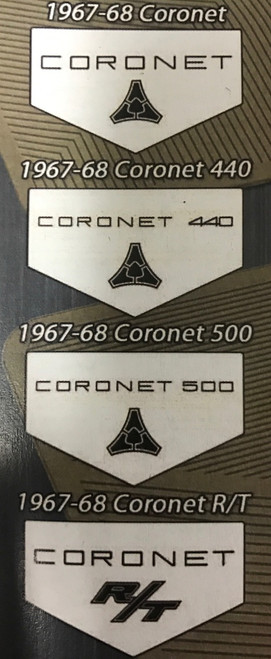 1967-68 Coronet
CORONET
1967-68 Coronet 440
CORONET 440
1967-68 Coronet 500
CORONET 500
1967-68 Coronet R/T
CORONET
R/T